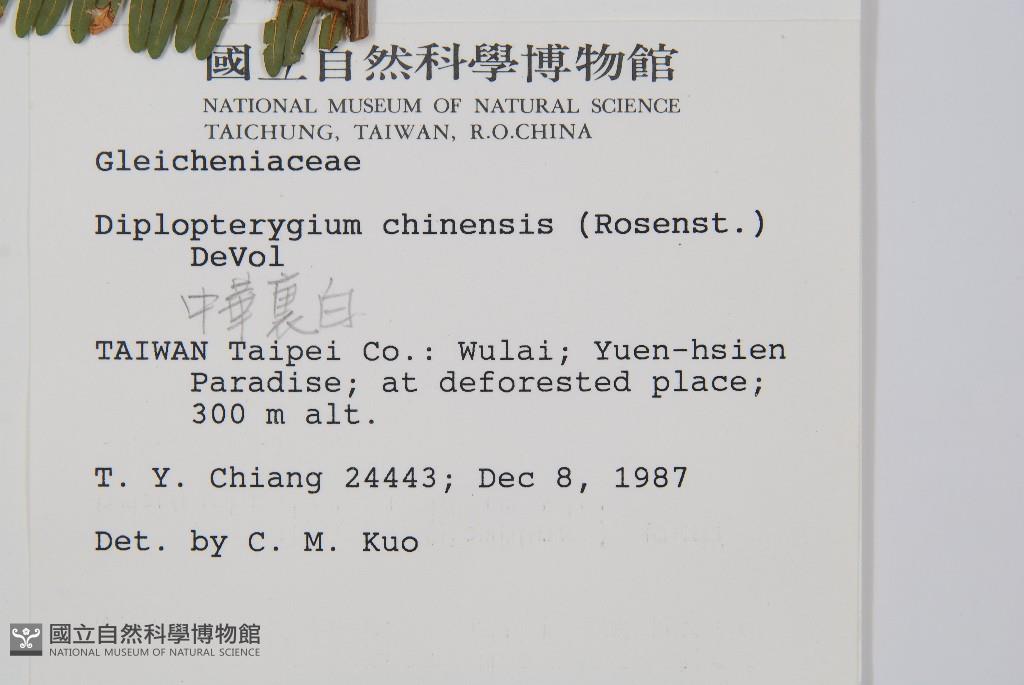 國立自然科學博物館
NATIONAL MUSEUM OF NATURAL SCIENCE
TAICHUNG, TAIWAN, R.O.CHINA
Gleicheniaceae
Diplopterygium chinensis (Rosenst.)
DeVol
中華裏白
TAIWAN Taipei Co.: Wulai; Yuen-hsien
Paradise; at deforested place;
300 m alt.
T. Y. Chiang 24443; Dec 8, 1987
Det. by C. M. Kuo
國立自然科學博物館
NATIONAL MUSEUM OF NATURAL SCIENCE